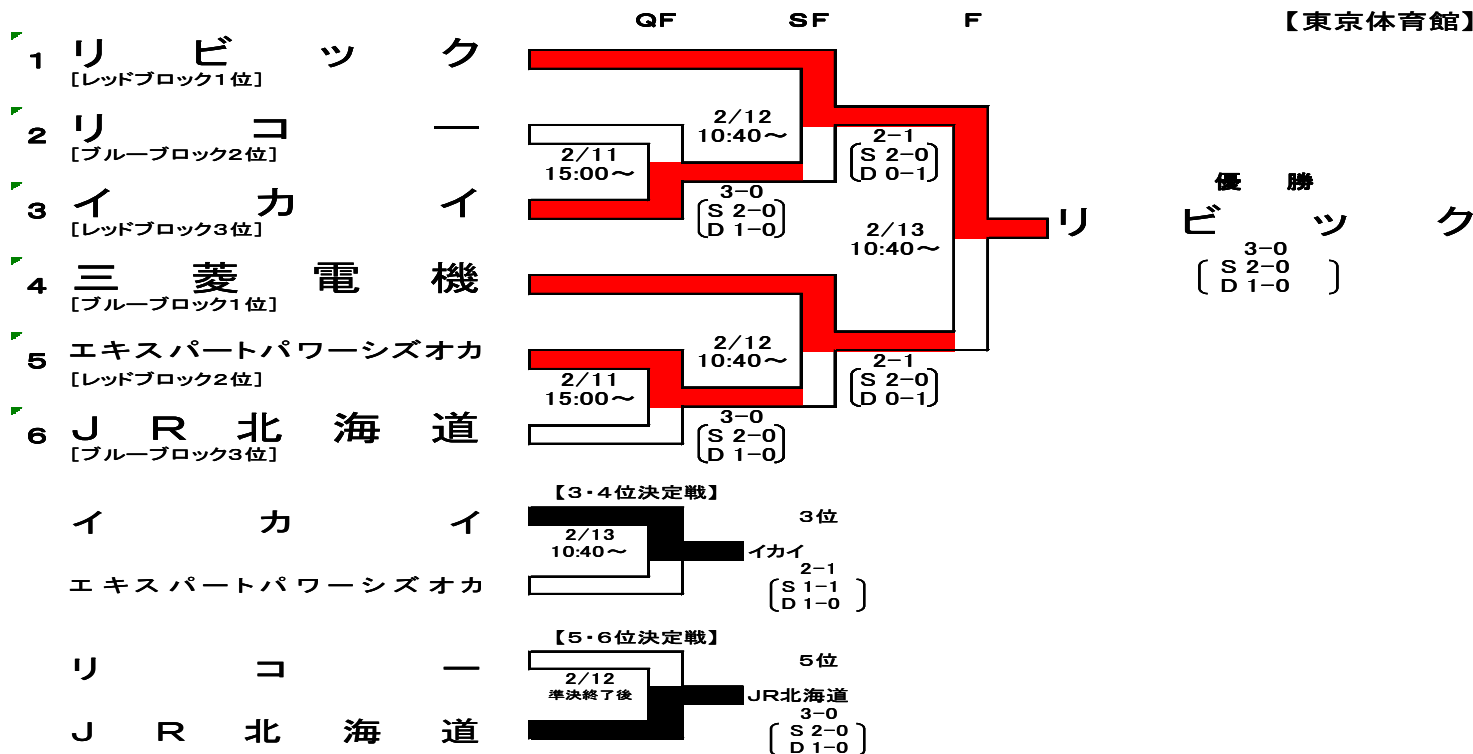 QF SF F 【東京体育館】
1 リビック
[レッドブロック1位]
2 リコー
[ブルーブロック2位]
3 イカイ
[レッドブロック3位]
4 三菱電機
[ブルーブロック1位]
5 エキスパートパワーシズオカ
[レッドブロック2位]
6 JR北海道
[ブルーブロック3位]
2/11
15:00～
2/11
15:00～
2/12
10:40～
3-0
S 2-0
D 1-0
2/12
10:40～
3-0
S 2-0
D 1-0
2-1
S 2-0
D 0-1
2/13
10:40～
2-1
S 2-0
D 0-1
優勝
リビック
3-0
S 2-0
D 1-0
【3・4位決定戦】
イカイ
エキスパートパワーシズオカ
2/13
10:40～
3位
イカイ
2-1
S 1-1
D 1-0
【5・6位決定戦】
リコー
JR北海道
2/12
準決終了後
5位
JR北海道
3-0
S 2-0
D 1-0